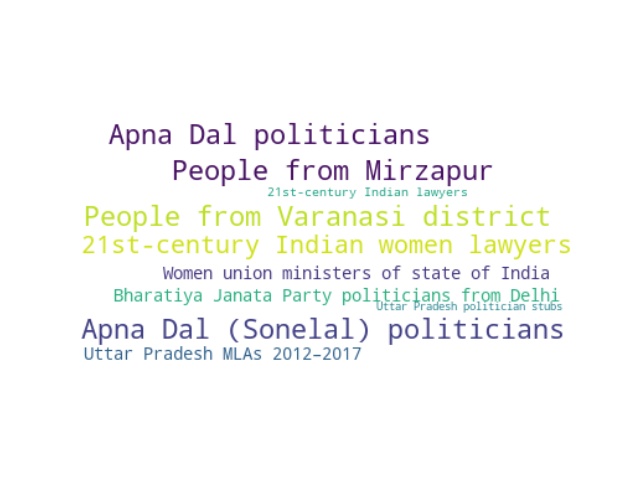 Apna Dal politicians
People from Mirzapur
21st-century Indian lawyers
People from Varanasi district
21st-century Indian women lawyers
Women union ministers of state of India
Bharatiya Janata Party politicians from Delhi
Uttar Pradesh politician stubs
Apna Dal (Sonelal) politicians
Uttar Pradesh MLAs 2012–2017